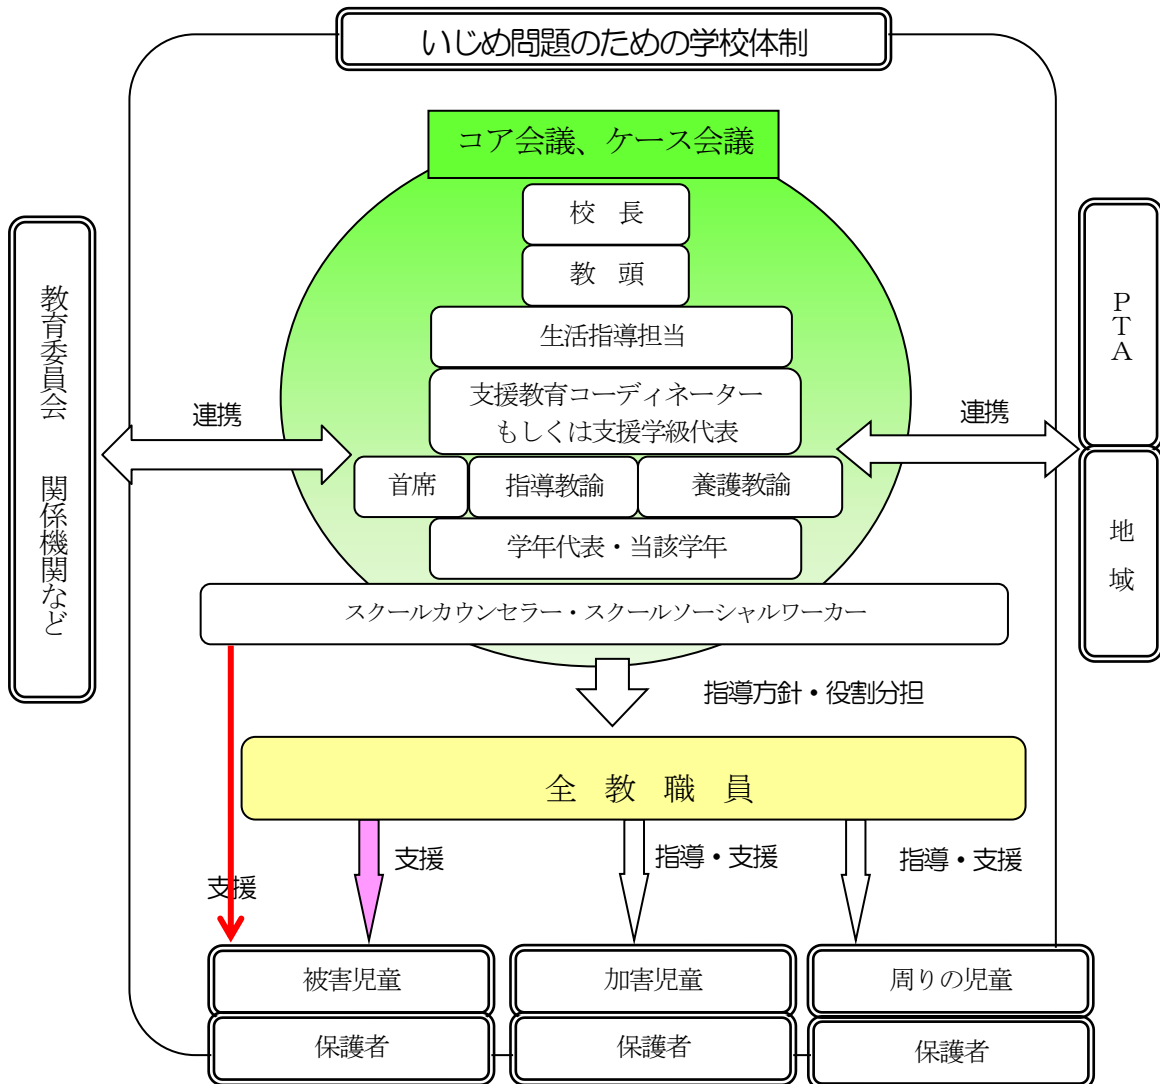 いじめ問題のための学校体制
コア会議、ケース会議
校　長
教　頭
生活指導担当
支援教育コーディネーター
もしくは支援学級代表
首席
指導教諭
養護教諭
学年代表・当該学年
スクールカウンセラー・スクールソーシャルワーカー
教育委員会　関係機関など
連携
連携
ＰＴＡ
地　域
指導方針・役割分担
全　教　職　員
支援
支援
指導・支援
指導・支援
被害児童
加害児童
周りの児童
保護者
保護者
保護者